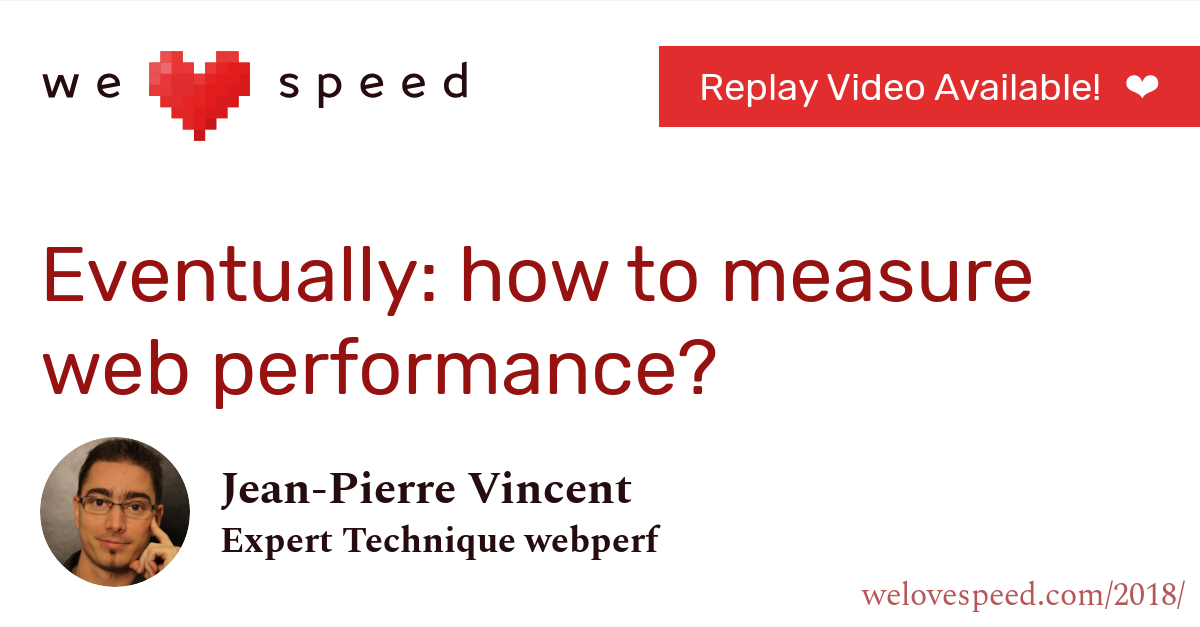 we ❤ speed
Replay Video Available! ❤
Eventually: how to measure
web performance?
Jean-Pierre Vincent
Expert Technique webperf
welovespeed.com/2018/